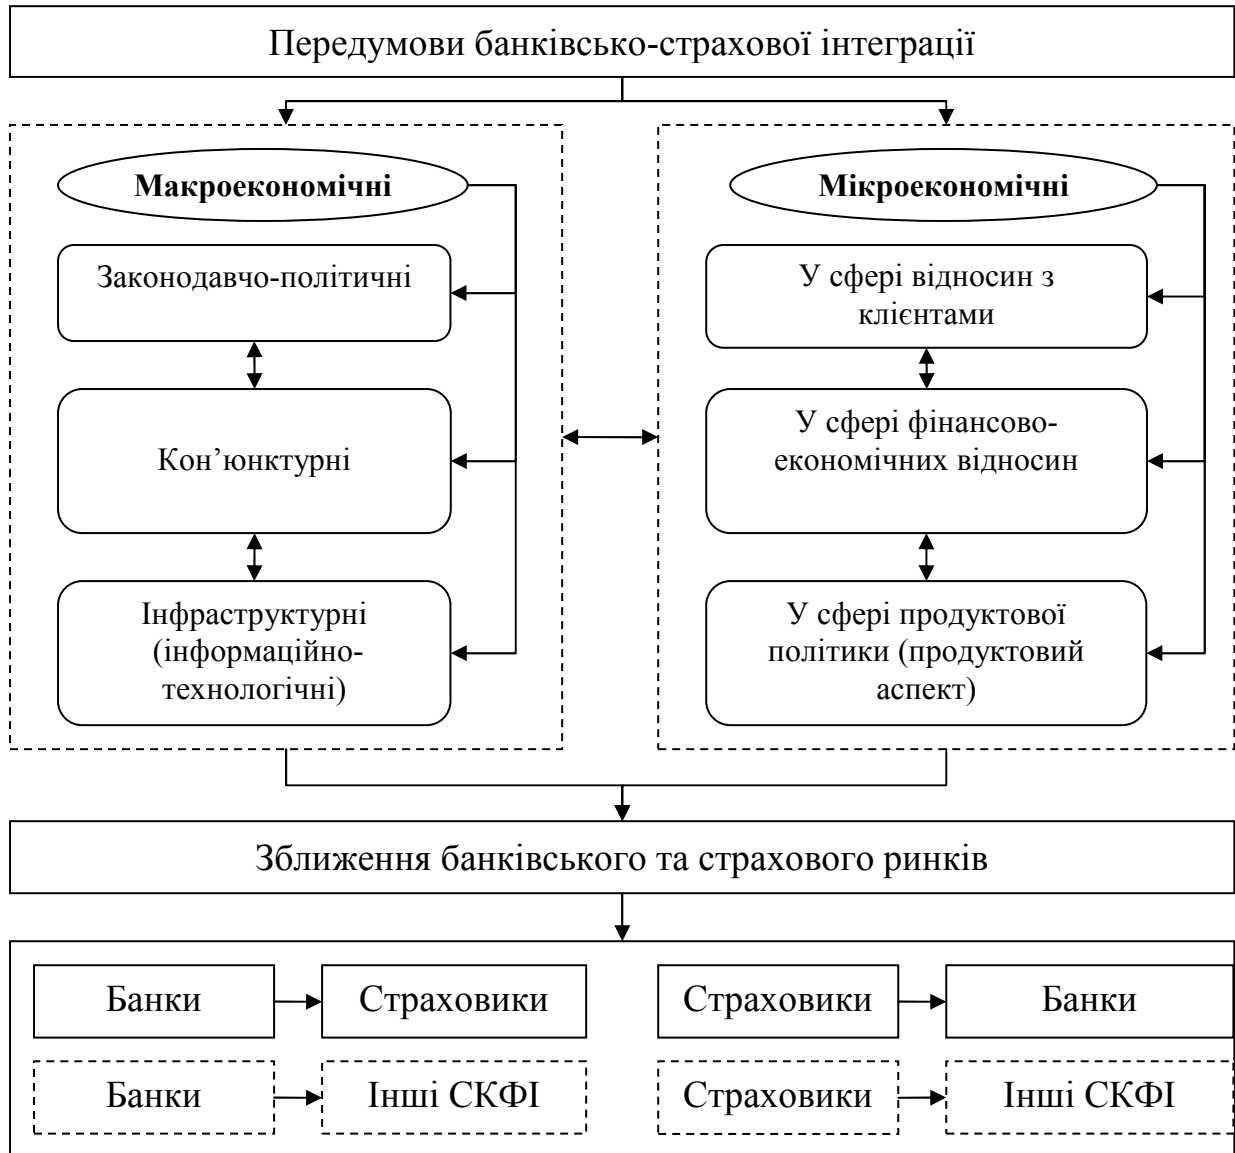 Передумови банківсько-страхової інтеграції
Макроекономічні
Законодавчо-політичні
Кон’юнктурні
Інфраструктурні
(інформаційно-
технологічні)
Мікроекономічні
У сфері відносин з
клієнтами
У сфері фінансово-
економічних відносин
У сфері продуктової
політики (продуктовий
аспект)
Зближення банківського та страхового ринків
Банки
Страховики
Страховики
Банки
Банки
Інші СКФІ
Страховики
Інші СКФІ